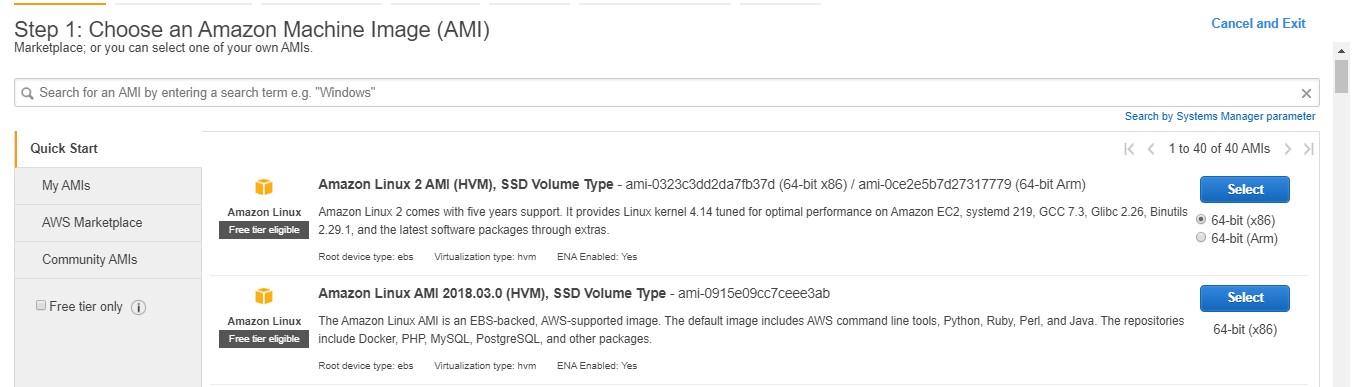 Step 1: Choose an Amazon Machine Image (AMI)
Cancel and Exit
Marketplace; or you can select one of your own AMIs.
Search for an AMI by entering a search term e.g. "Windows"
Search by Systems Manager parameter
Quick Start
My AMIs
AWS Marketplace
Community AMIs
Free tier only
1 to 40 of 40 AMIs
Amazon Linux
Free tier eligible
Amazon Linux 2 AMI (HVM), SSD Volume Type - ami-0323c3dd2da7fb37d (64-bit x86) / ami-0ce2e5b7d27317779 (64-bit Arm)
Amazon Linux 2 comes with five years support. It provides Linux kernel 4.14 tuned for optimal performance on Amazon EC2, systemd 219, GCC 7.3, Glibc 2.26, Binutils
2.29.1, and the latest software packages through extras.
Root device type: ebs Virtualization type: hvm ENA Enabled: Yes
Select
64-bit (x86)
64-bit (Arm)
Amazon Linux
Free tier eligible
Amazon Linux AMI 2018.03.0 (HVM), SSD Volume Type - ami-0915e09cc7ceee3ab
The Amazon Linux AMI is an EBS-backed, AWS-supported image. The default image includes AWS command line tools, Python, Ruby, Perl, and Java. The repositories
include Docker, PHP, MySQL, PostgreSQL, and other packages.
Root device type: ebs Virtualization type: hvm ENA Enabled: Yes
Select
64-bit (x86)